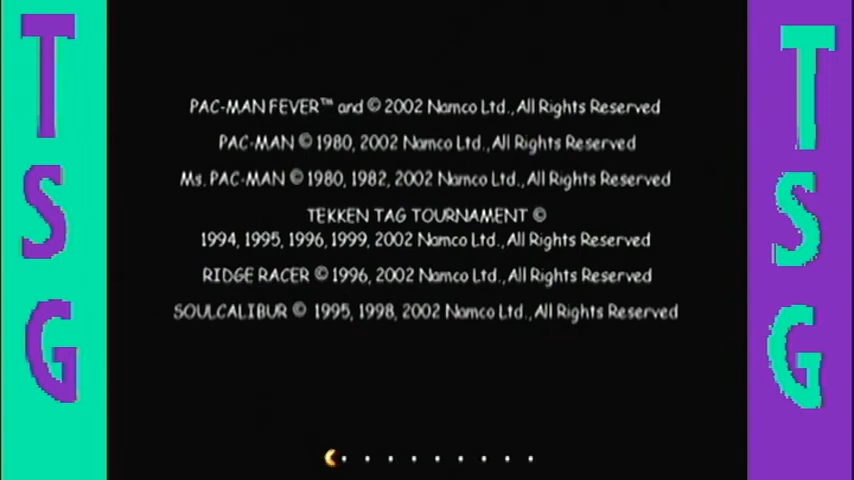 TSG
PAC-MAN FEVER™ and © 2002 Namco Ltd., All Rights Reserved
PAC-MAN © 1980, 2002 Namco Ltd., All Rights Reserved
Ms. PAC-MAN © 1980, 1982, 2002 Namco Ltd., All Rights Reserved
TEKKEN TAG TOURNAMENT ©
1994, 1995, 1996, 1999, 2002 Namco Ltd., All Rights Reserved
RIDGE RACER © 1996, 2002 Namco Ltd., All Rights Reserved
SOULCALIBUR © 1995, 1998, 2002 Namco Ltd., All Rights Reserved
TSG